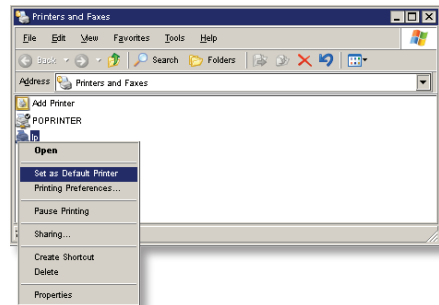 Printers and Faxes
File Edit View Favorites Tools Help
Back Search Folders
Address Printers and Faxes
Add Printer
POPRINTER
lp
Open
Set as Default Printer
Printing Preferences...
Pause Printing
Sharing...
Create Shortcut
Delete
Properties